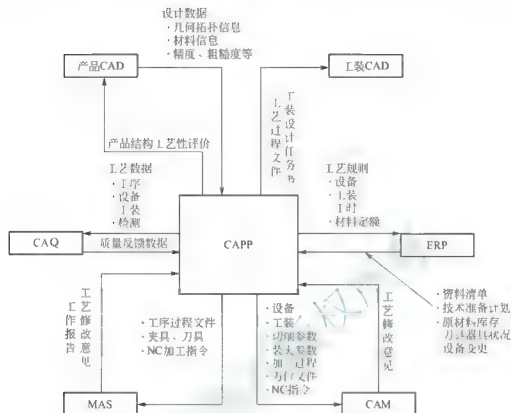 设计数据
·几何拓扑信息
·材料信息
·精度、粗糙度等
产品CAD
工装CAD
产品结构工艺性评价
工艺过程文件
工装设计任务书
工艺数据
·工序
·设备
工装
·检测
工艺规则
·设备
·工装
工时
·材料定额
CAQ
质量反馈数据
CAPP
ERP
工作报告
工艺修改意见
·工序过程文件
·夹具、刀具
·NC加工指令
·设备
·工装
·切削参数
·装夹参数
过程
文件
·NC指令
工艺修改意见
·资料清单
·技术准备计划
·原材料库存
刀具器具状况
设备变更
MAS
CAM